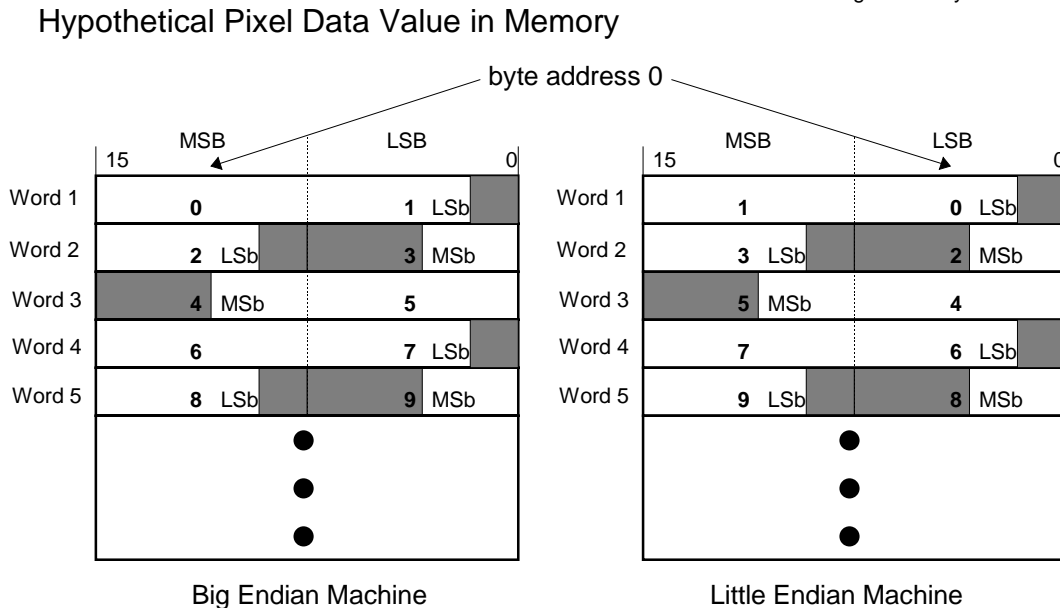 Hypothetical Pixel Data Value in Memory
byte address 0
MSB LSB
15 0
Word 1 0 1 LSb
Word 2 2 LSb 3 MSb
Word 3 4 MSb 5
Word 4 6 7 LSb
Word 5 8 LSb 9 MSb
Big Endian Machine
MSB LSB
15 0
Word 1 1 0 LSb
Word 2 3 LSb 2 MSb
Word 3 5 MSb 4
Word 4 7 6 LSb
Word 5 9 LSb 8 MSb
Little Endian Machine